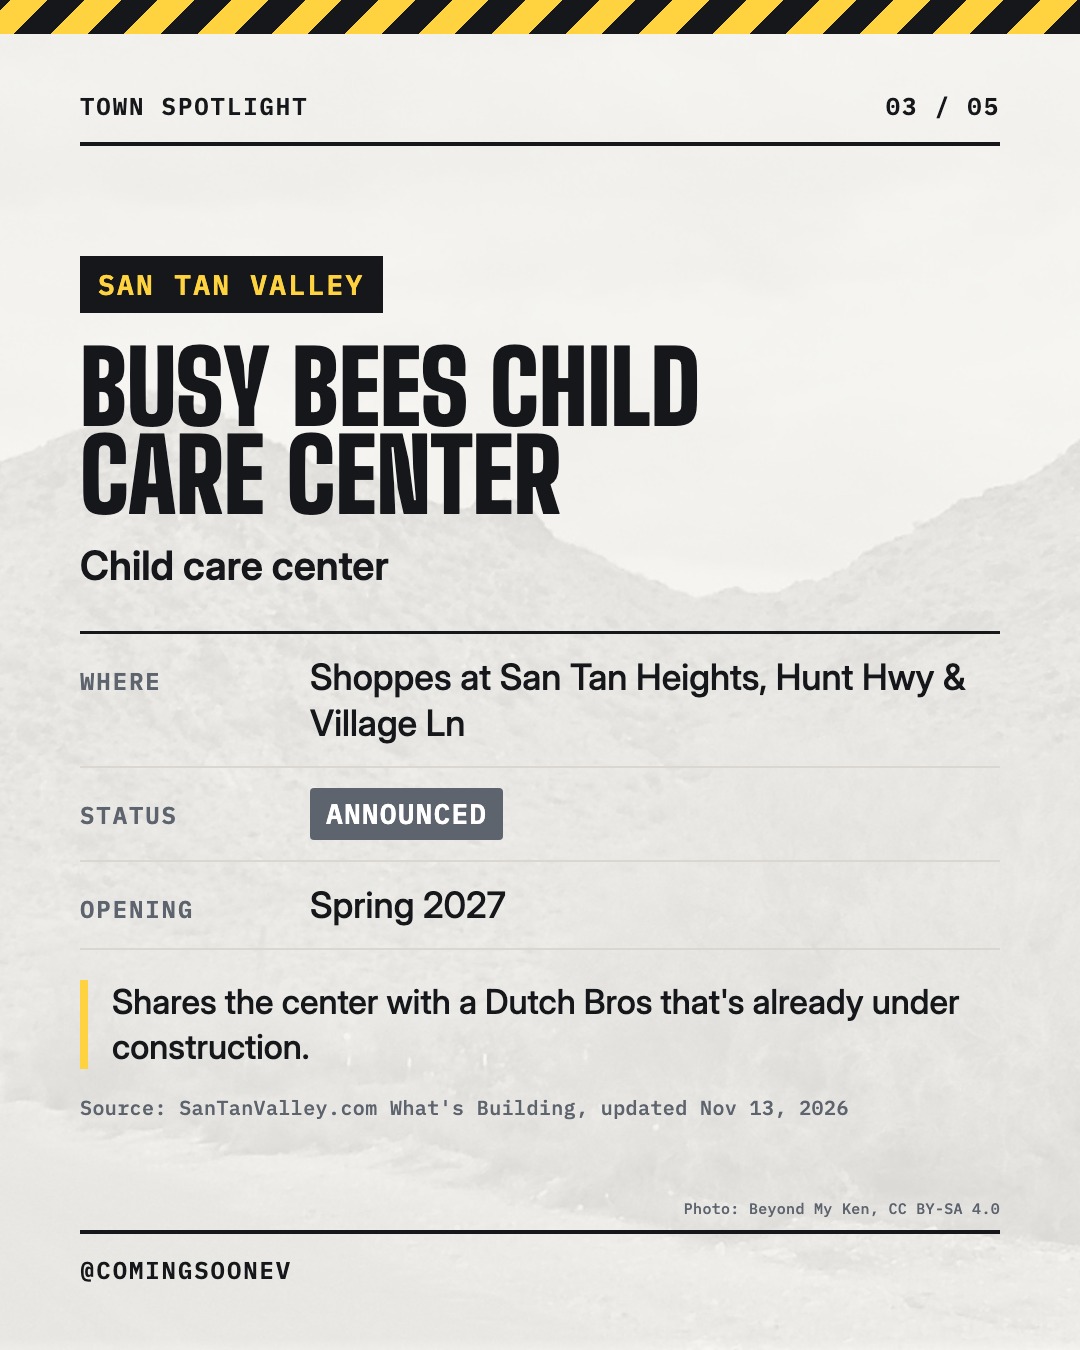 TOWN SPOTLIGHT
03 / 05
SAN TAN VALLEY
BUSY BEES CHILD
CARE CENTER
Child care center
WHERE
Shoppes at San Tan Heights, Hunt Hwy &
Village Ln
STATUS
ANNOUNCED
OPENING
Spring 2027
Shares the center with a Dutch Bros that's already under
construction.
Source: SanTanValley.com What's Building, updated Nov 13, 2026
Photo: Beyond My Ken, CC BY-SA 4.0
@COMINGSOONEV